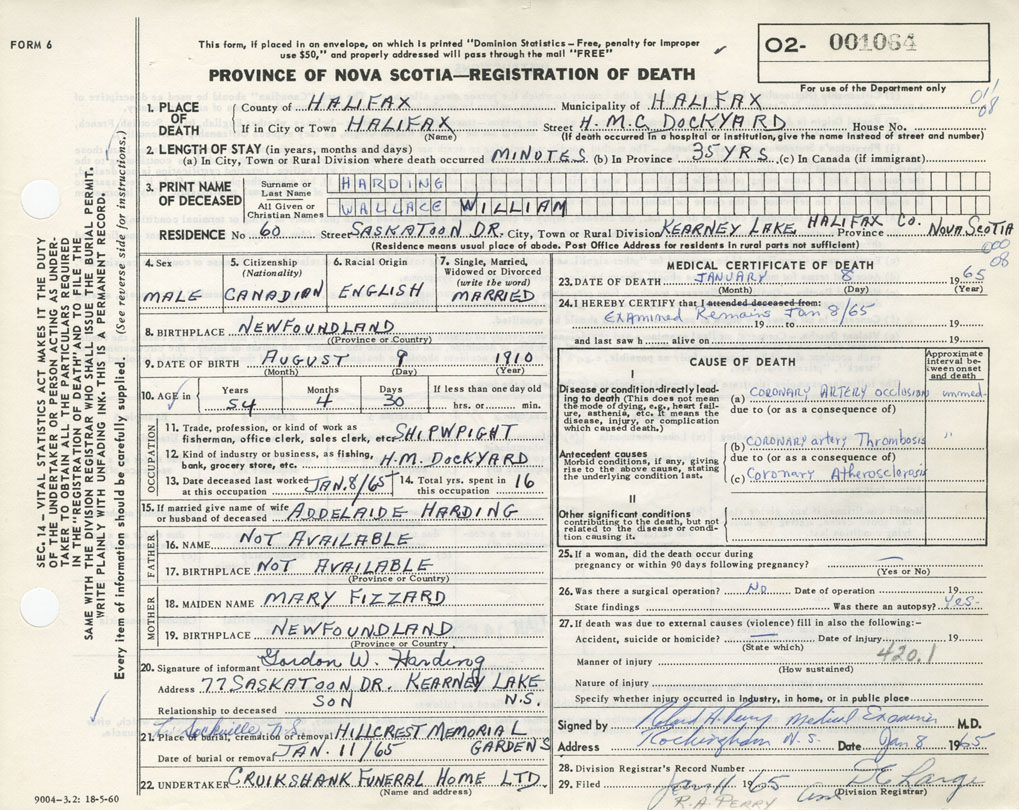 FORM 6
This form, if placed in an envelope, on which is printed "Dominion Statistics – Free, penalty for improper
use $50," and properly addressed will pass through the mail "FREE"
PROVINCE OF NOVA SCOTIA—REGISTRATION OF DEATH
O2- 001064
For use of the Department only
011
08
SEC. 14 – VITAL STATISTICS ACT MAKES IT THE DUTY
OF THE UNDERTAKER OR PERSON ACTING AS UNDER-
TAKER TO OBTAIN ALL THE PARTICULARS REQUIRED
IN THE "REGISTRATION OF DEATH" AND TO FILE THE
SAME WITH THE DIVISION REGISTRAR WHO SHALL ISSUE THE BURIAL PERMIT.
WRITE PLAINLY WITH UNFADING INK. THIS IS A PERMANENT RECORD.
Every item of information should be carefully supplied. (See reverse side for instructions.)
1. PLACE OF DEATH
County of HALIFAX Municipality of HALIFAX
If in City or Town HALIFAX Street H.M.C. DOCKYARD House No.
(Name) (If death occurred in a hospital or institution, give the name instead of street and number)
2. LENGTH OF STAY (in years, months and days)
(a) In City, Town or Rural Division where death occurred MINUTES (b) In Province 35 YRS. (c) In Canada (if immigrant)
3. PRINT NAME OF DECEASED
Surname or Last Name HARDING
All Given or Christian Names WALLACE WILLIAM
RESIDENCE No 60 Street SASKATOON DR. City, Town or Rural Division KEARNEY LAKE HALIFAX CO. Province NOVA SCOTIA
(Residence means usual place of abode. Post Office Address for residents in rural parts not sufficient)
000
08
4. Sex
MALE
5. Citizenship
(Nationality)
CANADIAN
6. Racial Origin
ENGLISH
7. Single, Married,
Widowed or Divorced
(write the word)
MARRIED
8. BIRTHPLACE NEWFOUNDLAND
(Province or Country)
9. DATE OF BIRTH AUGUST 9 1910
(Month) (Day) (Year)
10. AGE in
Years Months Days If less than one day old
54 4 30 hrs. or min.
OCCUPATION
11. Trade, profession, or kind of work as
fisherman, office clerk, sales clerk, etc. SHIPWPIGHT
12. Kind of industry or business, as fishing,
bank, grocery store, etc. H.M. DOCKYARD
13. Date deceased last worked
at this occupation JAN. 8/65
14. Total yrs. spent in
this occupation 16
15. If married give name of wife
or husband of deceased ADDELAIDE HARDING
FATHER
16. NAME NOT AVAILABLE
17. BIRTHPLACE NOT AVAILABLE
(Province or Country)
MOTHER
18. MAIDEN NAME MARY FIZZARD
19. BIRTHPLACE NEWFOUNDLAND
(Province or Country)
20. Signature of informant Gordon W. Harding
Address 77 SASKATOON DR. KEARNEY LAKE
N.S.
Relationship to deceased SON
Sackville N.S.
21. Place of burial, cremation or removal HILLCREST MEMORIAL
GARDENS
Date of burial or removal JAN. 11/65
22. UNDERTAKER CRUIKSHANK FUNERAL HOME LTD.
(Name and address)
9004–3.2: 18-5-60
MEDICAL CERTIFICATE OF DEATH
23. DATE OF DEATH JANUARY 8 1965
(Month) (Day) (Year)
24. I HEREBY CERTIFY that I attended deceased from:
Examined Remains Jan 8/65
19 to 19
and last saw h alive on 19
CAUSE OF DEATH
Approximate
interval be-
tween onset
and death
I
Disease or condition directly lead-
ing to death (This does not mean
the mode of dying, e.g., heart fail-
ure, asthenia, etc. It means the
disease, injury, or complication
which caused death.)
(a) CORONARY ARTERY occlusion immed.
due to (or as a consequence of)
Antecedent causes
Morbid conditions, if any, giving
rise to the above cause, stating
the underlying condition last.
(b) CORONARY artery Thrombosis "
due to (or as a consequence of)
(c) Coronary Atherosclerosis
II
Other significant conditions
contributing to the death, but not
related to the disease or condi-
tion causing it.
25. If a woman, did the death occur during
pregnancy or within 90 days following pregnancy? —
(Yes or No)
26. Was there a surgical operation? No Date of operation 19
State findings Was there an autopsy? Yes.
27. If death was due to external causes (violence) fill in also the following:–
Accident, suicide or homicide? — Date of injury 19
(State which)
420.1
Manner of injury
(How sustained)
Nature of injury
Specify whether injury occurred in industry, in home, or in public place
Signed by Roland A. Perry Medical Examiner M.D.
Address Rockingham N.S. Date Jan 8 1965
28. Division Registrar's Record Number
29. Filed Jan 11 1965
(Division Registrar)
R.A. PERRY